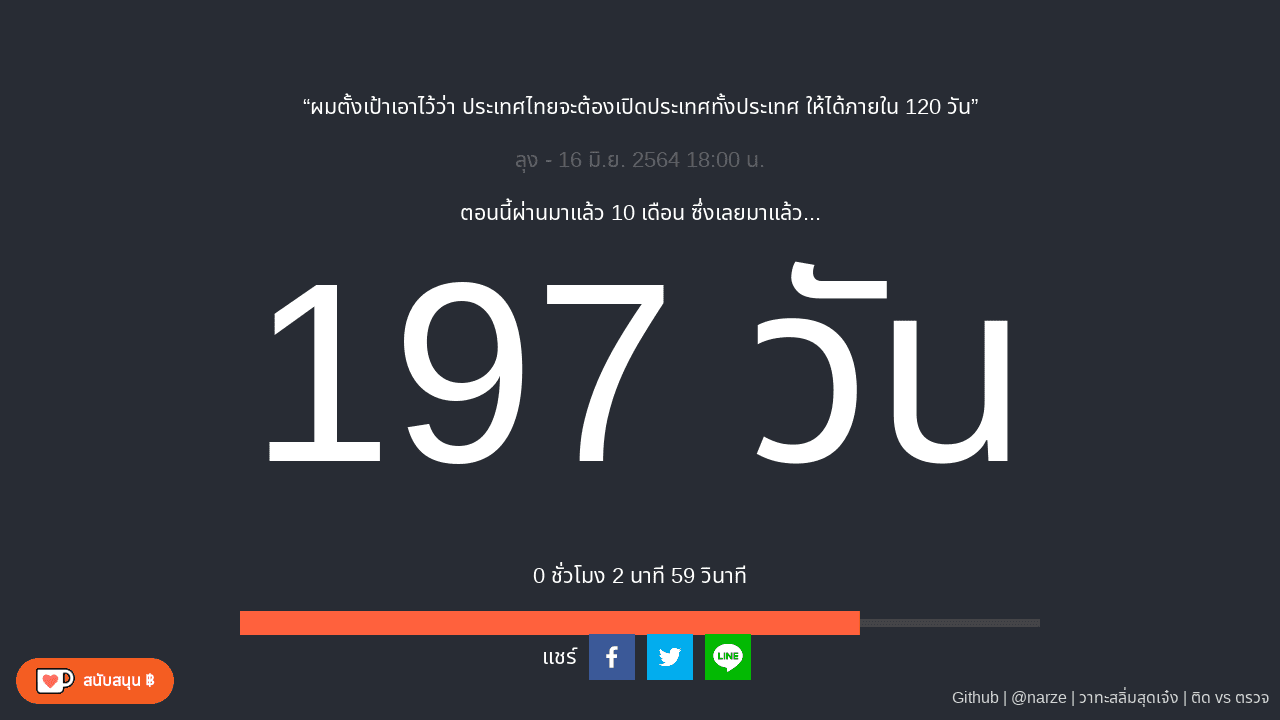 “ผมตั้งเป้าเอาไว้ว่า ประเทศไทยจะต้องเปิดประเทศทั้งประเทศ ให้ได้ภายใน 120 วัน”
ลุง - 16 มิ.ย. 2564 18:00 น.
ตอนนี้ผ่านมาแล้ว 10 เดือน ซึ่งเลยมาแล้ว...
197 วัน
0 ชั่วโมง 2 นาที 59 วินาที
แชร์
LINE
สนับสนุน ฿
Github | @narze | วาทะสลิ่มสุดเจ๋ง | ติด vs ตรวจ